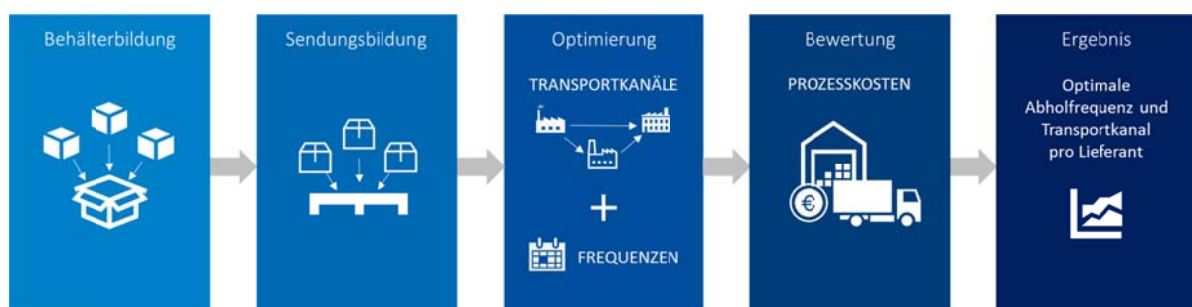 Behälterbildung
Sendungsbildung
Optimierung
TRANSPORTKANÄLE
+
FREQUENZEN
Bewertung
PROZESSKOSTEN
€
Ergebnis
Optimale
Abholfrequenz und
Transportkanal
pro Lieferant